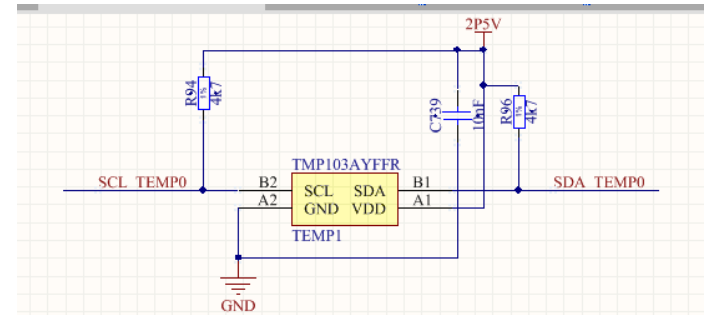 2P5V
R94
1%
4k7
C739
10nF
R96
1%
4k7
TMP103AYFFR
SCL_TEMP0
B2
SCL
SDA
B1
SDA_TEMP0
A2
GND
VDD
A1
TEMP1
GND